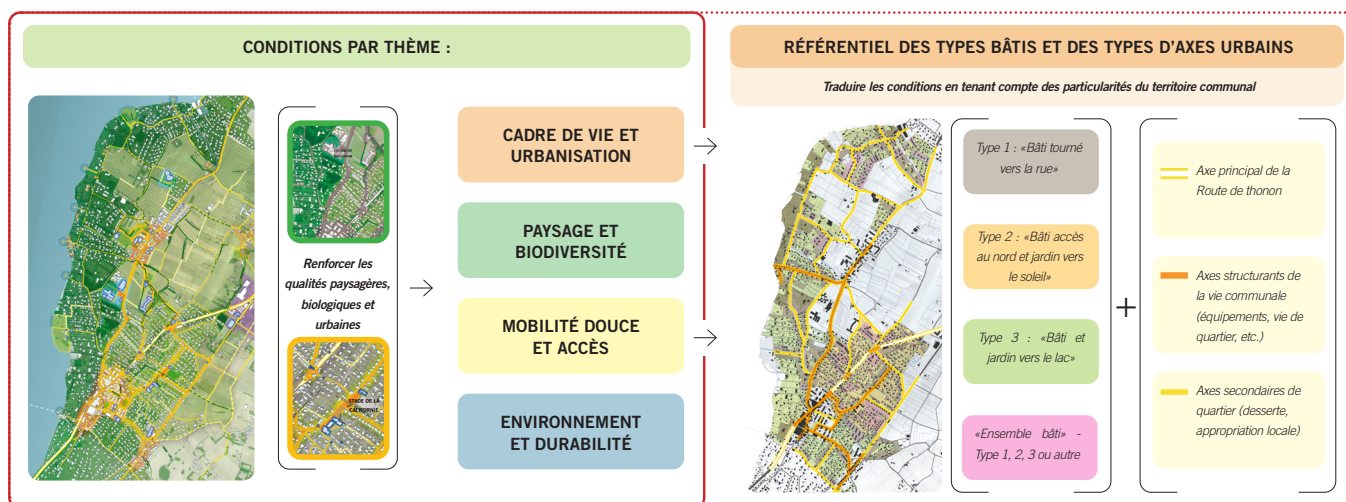 CONDITIONS PAR THÈME :
Renforcer les
qualités paysagères,
biologiques et
urbaines
STADE DE LA
CALIFORNIE
CADRE DE VIE ET
URBANISATION
PAYSAGE ET
BIODIVERSITÉ
MOBILITÉ DOUCE
ET ACCÈS
ENVIRONNEMENT
ET DURABILITÉ
RÉFÉRENTIEL DES TYPES BÂTIS ET DES TYPES D'AXES URBAINS
Traduire les conditions en tenant compte des particularités du territoire communal
Type 1 : «Bâti tourné
vers la rue»
Type 2 : «Bâti accès
au nord et jardin vers
le soleil»
Type 3 : «Bâti et
jardin vers le lac»
«Ensemble bâti» -
Type 1, 2, 3 ou autre
+
Axe principal de la
Route de thonon
Axes structurants de
la vie communale
(équipements, vie de
quartier, etc.)
Axes secondaires de
quartier (desserte,
appropriation locale)